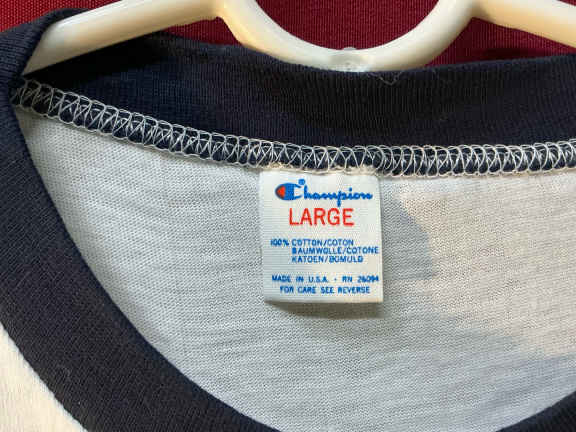 Champion®
LARGE
100% COTTON/COTON
BAUMWOLLE/COTONE
KATOEN/BOMULD
MADE IN U.S.A. · RN 26094
FOR CARE SEE REVERSE